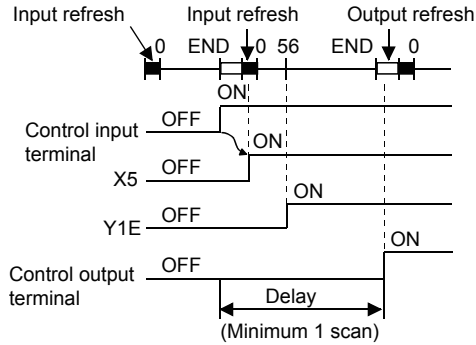 Input refresh Input refresh Output refresh
0 END 0 56 END 0
ON
OFF
Control input
terminal
ON
OFF
X5
ON
OFF
Y1E
ON
OFF
Control output
terminal
Delay
(Minimum 1 scan)